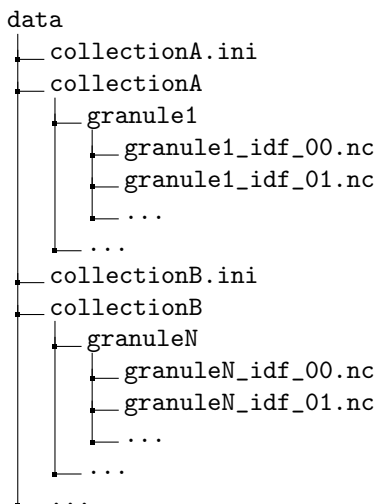 data
collectionA.ini
collectionA
granule1
granule1_idf_00.nc
granule1_idf_01.nc
...
...
collectionB.ini
collectionB
granuleN
granuleN_idf_00.nc
granuleN_idf_01.nc
...
...
...